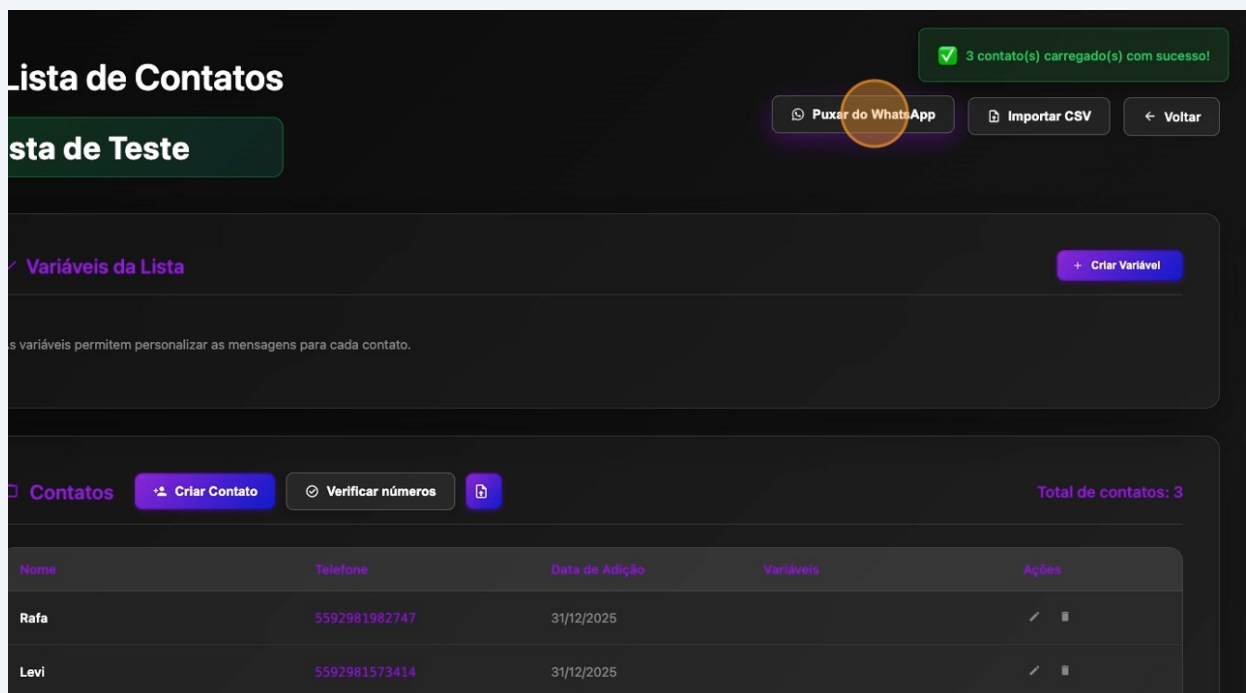 3 contato(s) carregado(s) com sucesso!
Lista de Contatos
Puxar do WhatsApp
Importar CSV
Voltar
sta de Teste
Variáveis da Lista
+ Criar Variável
s variáveis permitem personalizar as mensagens para cada contato.
Contatos
Criar Contato
Verificar números
Total de contatos: 3
Nome Telefone Data de Adição Variáveis Ações
Rafa 5592981982747 31/12/2025
Levi 5592981573414 31/12/2025